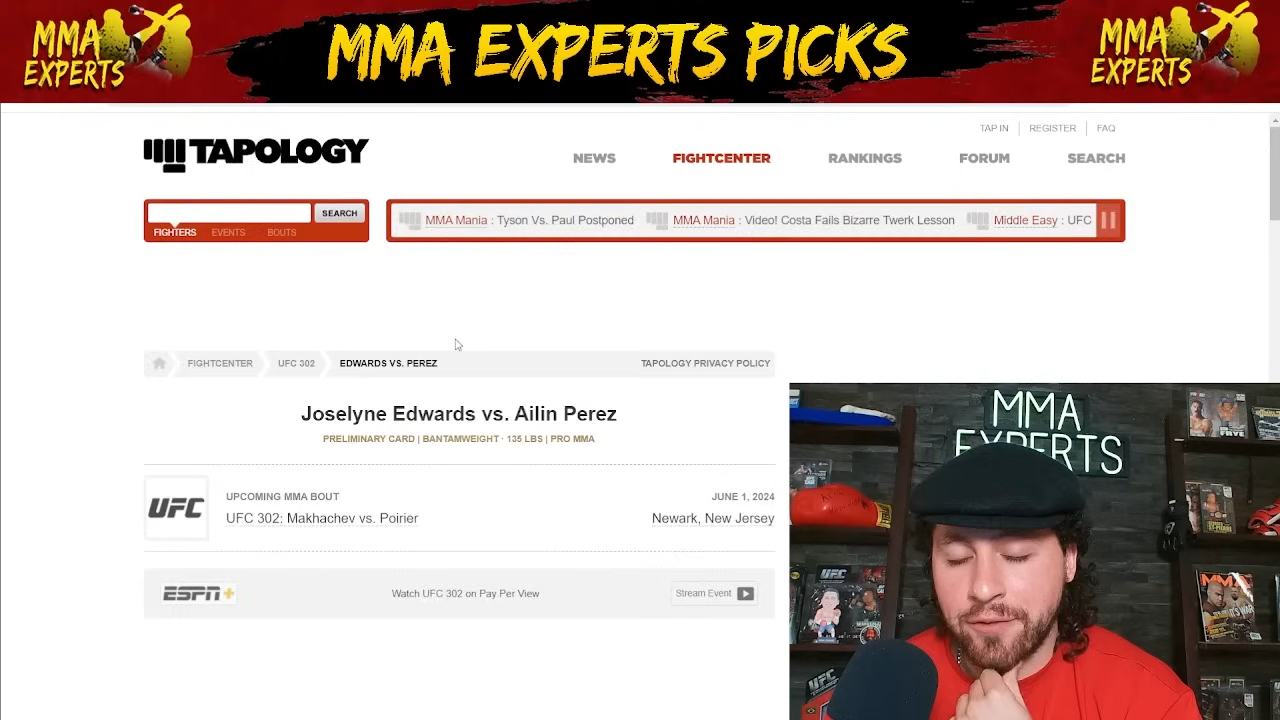 MMA
EXPERTS
MMA EXPERTS PICKS
MMA
EXPERTS
TAP IN
REGISTER
FAQ
TAPOLOGY
NEWS
FIGHTCENTER
RANKINGS
FORUM
SEARCH
SEARCH
FIGHTERS
EVENTS
BOUTS
MMA Mania : Tyson Vs. Paul Postponed
MMA Mania : Video! Costa Fails Bizarre Twerk Lesson
Middle Easy : UFC
FIGHTCENTER
UFC 302
EDWARDS VS. PEREZ
TAPOLOGY PRIVACY POLICY
Joselyne Edwards vs. Ailin Perez
PRELIMINARY CARD | BANTAMWEIGHT · 135 LBS | PRO MMA
UFC
UPCOMING MMA BOUT
JUNE 1, 2024
UFC 302: Makhachev vs. Poirier
Newark, New Jersey
ESPN+
Watch UFC 302 on Pay Per View
Stream Event
MMA
EXPERTS
UFC
MMA
UFC